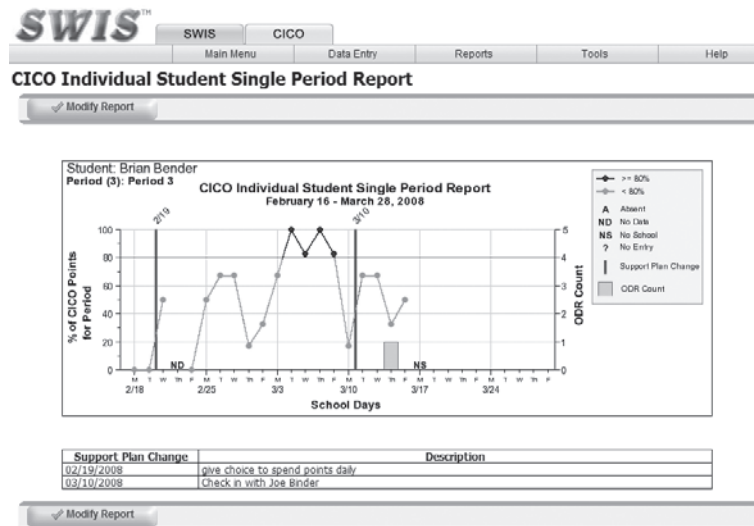 SWIS™
SWIS CICO
Main Menu Data Entry Reports Tools Help
CICO Individual Student Single Period Report
Modify Report
Student: Brian Bender
Period (3): Period 3
CICO Individual Student Single Period Report
February 16 - March 28, 2008
2/19 3/10
>= 80%
< 80%
A Absent
ND No Data
NS No School
? No Entry
Support Plan Change
ODR Count
% of CICO Points for Period
100 80 60 40 20 0
ODR Count
5 4 3 2 1 0
ND NS
M T W Th F M T W Th F M T W Th F M T W Th F M T W Th F M T W Th F
2/18 2/25 3/3 3/10 3/17 3/24
School Days
Support Plan Change Description
02/19/2008 give choice to spend points daily
03/10/2008 Check in with Joe Binder
Modify Report